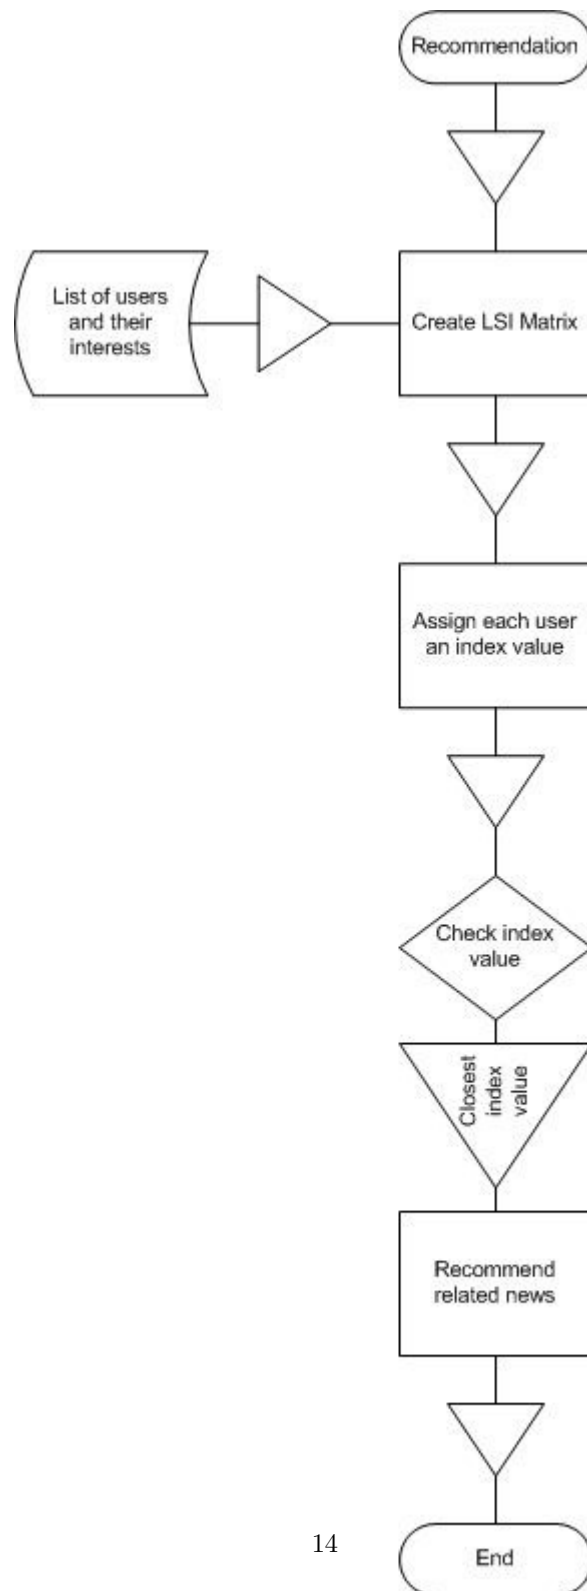 Recommendation
List of users
and their
interests
Create LSI Matrix
Assign each user
an index value
Check index
value
Closest
index
value
Recommend
related news
14
End